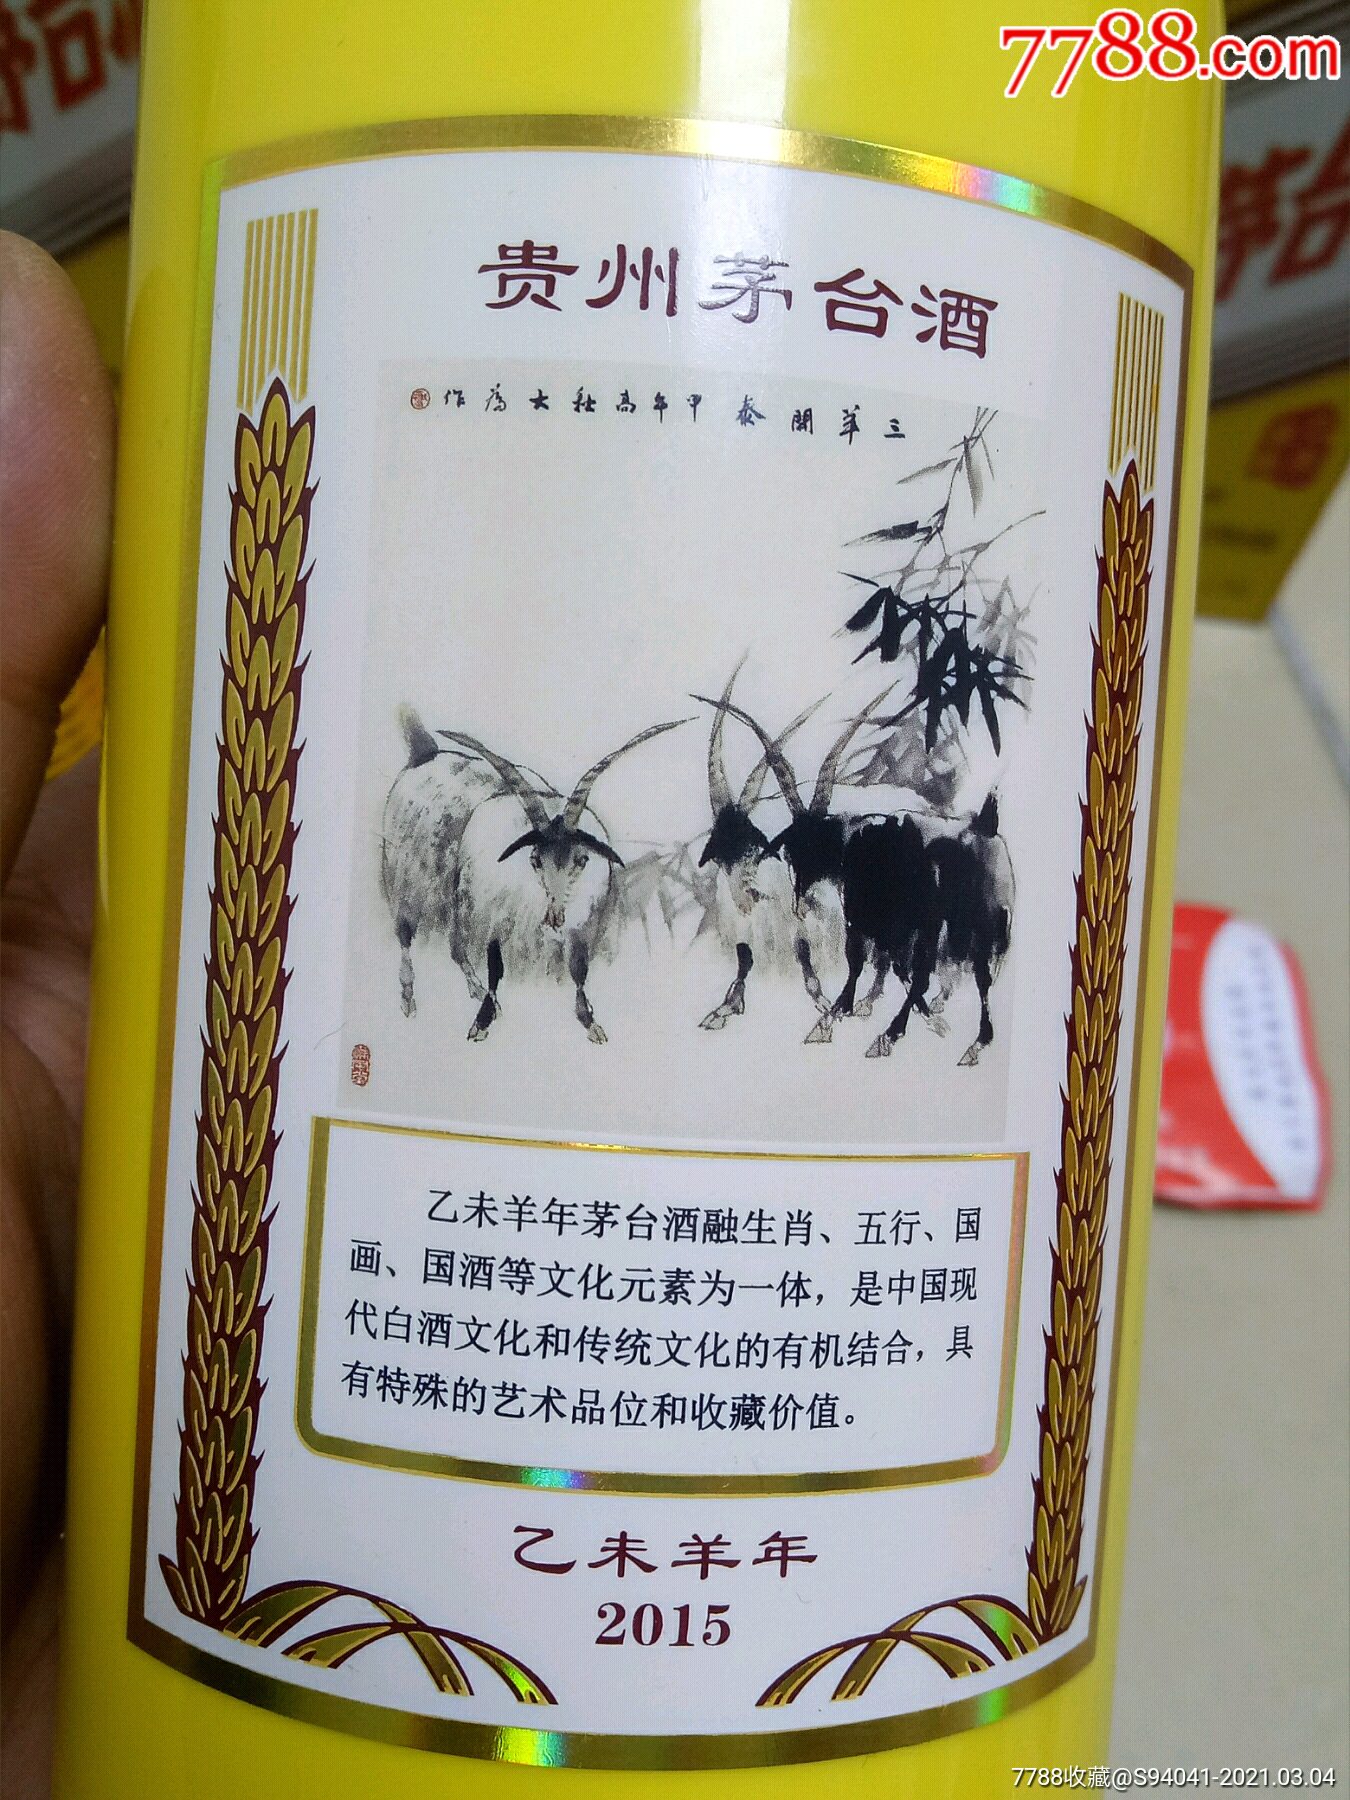 7788.com
贵州茅台酒
三羊開泰 甲午年高秋大為作
乙未羊年茅台酒融生肖、五行、国
画、国酒等文化元素为一体，是中国现
代白酒文化和传统文化的有机结合，具
有特殊的艺术品位和收藏价值。
乙未羊年
2015
7788收藏@S94041-2021.03.04